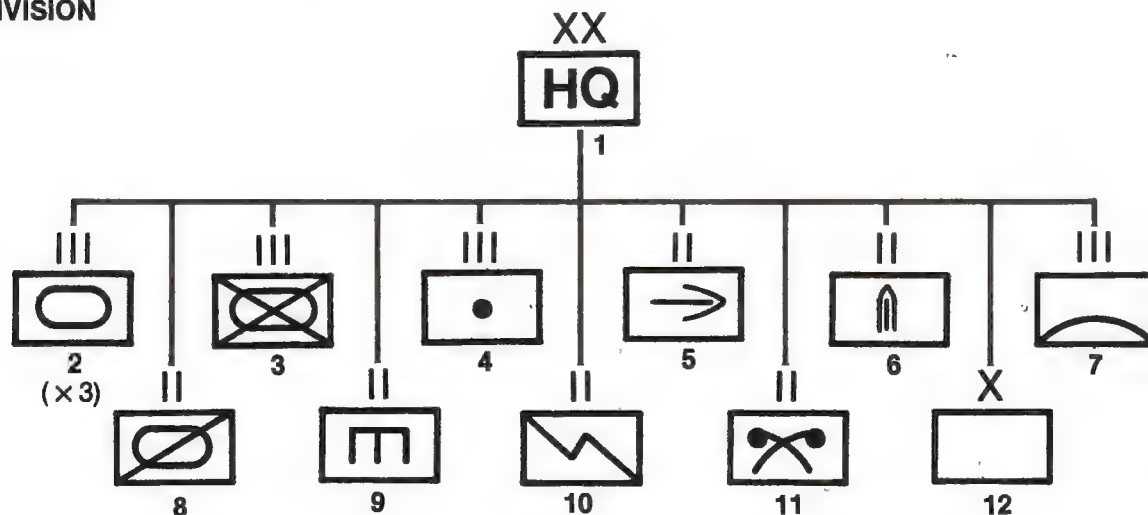 IVISION
XX
HQ
1
III III III II II III
2 3 4 5 6 7
(×3)
II II II II X
8 9 10 11 12